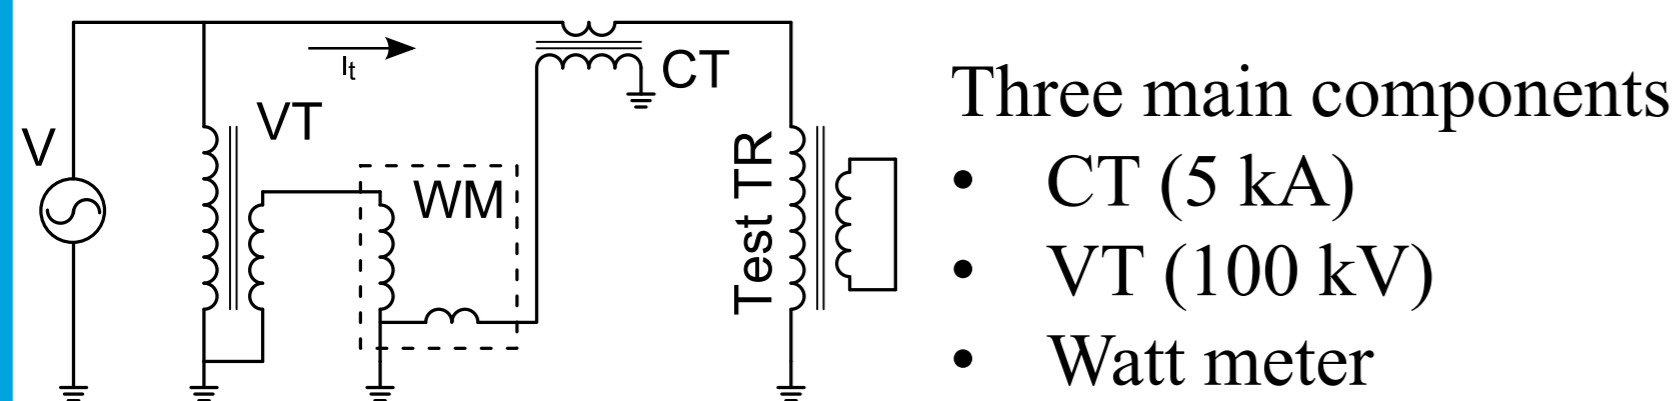 V
VT
It
CT
WM
Test TR
Three main components
• CT (5 kA)
• VT (100 kV)
• Watt meter